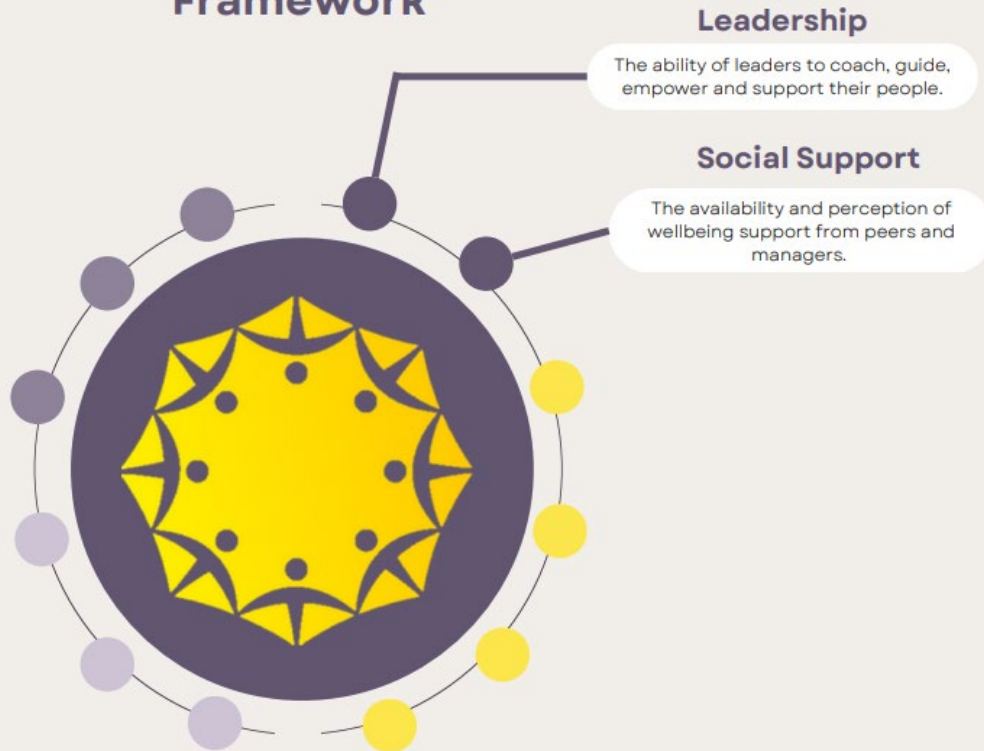 Framework
Leadership
The ability of leaders to coach, guide,
empower and support their people.
Social Support
The availability and perception of
wellbeing support from peers and
managers.